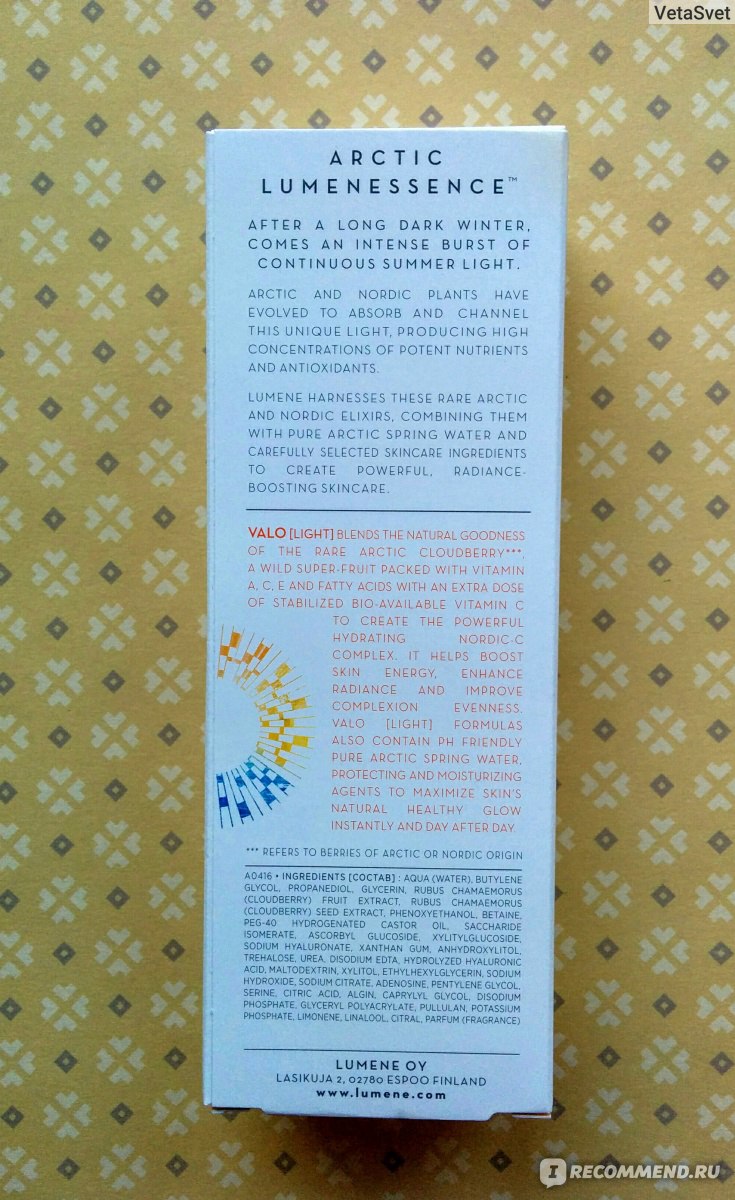 VetaSvet
ARCTIC
LUMENESSENCE™
AFTER A LONG DARK WINTER,
COMES AN INTENSE BURST OF
CONTINUOUS SUMMER LIGHT.
ARCTIC AND NORDIC PLANTS HAVE
EVOLVED TO ABSORB AND CHANNEL
THIS UNIQUE LIGHT, PRODUCING HIGH
CONCENTRATIONS OF POTENT NUTRIENTS
AND ANTIOXIDANTS.
LUMENE HARNESSES THESE RARE ARCTIC
AND NORDIC ELIXIRS, COMBINING THEM
WITH PURE ARCTIC SPRING WATER AND
CAREFULLY SELECTED SKINCARE INGREDIENTS
TO CREATE POWERFUL, RADIANCE-
BOOSTING SKINCARE.
VALO [LIGHT] BLENDS THE NATURAL GOODNESS
OF THE RARE ARCTIC CLOUDBERRY***,
A WILD SUPER-FRUIT PACKED WITH VITAMIN
A, C, E AND FATTY ACIDS WITH AN EXTRA DOSE
OF STABILIZED BIO-AVAILABLE VITAMIN C
TO CREATE THE POWERFUL
HYDRATING NORDIC-C
COMPLEX. IT HELPS BOOST
SKIN ENERGY, ENHANCE
RADIANCE AND IMPROVE
COMPLEXION EVENNESS.
VALO [LIGHT] FORMULAS
ALSO CONTAIN PH FRIENDLY
PURE ARCTIC SPRING WATER,
PROTECTING AND MOISTURIZING
AGENTS TO MAXIMIZE SKIN'S
NATURAL HEALTHY GLOW
INSTANTLY AND DAY AFTER DAY.
*** REFERS TO BERRIES OF ARCTIC OR NORDIC ORIGIN
A0416 • INGREDIENTS [СОСТАВ] : AQUA (WATER), BUTYLENE
GLYCOL, PROPANEDIOL, GLYCERIN, RUBUS CHAMAEMORUS
(CLOUDBERRY) FRUIT EXTRACT, RUBUS CHAMAEMORUS
(CLOUDBERRY) SEED EXTRACT, PHENOXYETHANOL, BETAINE,
PEG-40 HYDROGENATED CASTOR OIL, SACCHARIDE
ISOMERATE, ASCORBYL GLUCOSIDE, XYLITYLGLUCOSIDE,
SODIUM HYALURONATE, XANTHAN GUM, ANHYDROXYLITOL,
TREHALOSE, UREA, DISODIUM EDTA, HYDROLYZED HYALURONIC
ACID, MALTODEXTRIN, XYLITOL, ETHYLHEXYLGLYCERIN, SODIUM
HYDROXIDE, SODIUM CITRATE, ADENOSINE, PENTYLENE GLYCOL,
SERINE, CITRIC ACID, ALGIN, CAPRYLYL GLYCOL, DISODIUM
PHOSPHATE, GLYCERYL POLYACRYLATE, PULLULAN, POTASSIUM
PHOSPHATE, LIMONENE, LINALOOL, CITRAL, PARFUM (FRAGRANCE)
LUMENE OY
LASIKUJA 2, 02780 ESPOO FINLAND
www.lumene.com
I RECOMMEND.RU